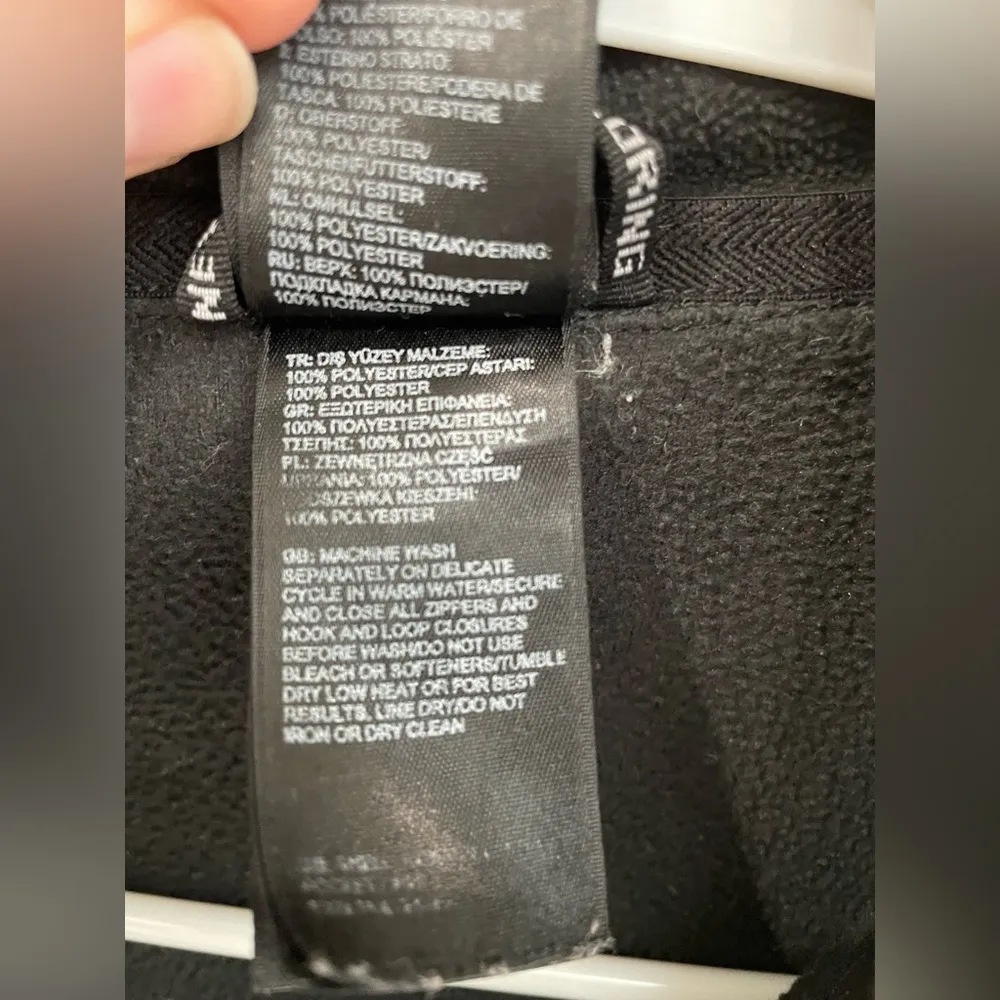 % POLIÉSTER/FORRO DE
BOLSO: 100% POLIÉSTER
I: ESTERNO STRATO:
100% POLIESTERE/FODERA DE
TASCA: 100% POLIESTERE
D: OBERSTOFF:
100% POLYESTER/
TASCHENFUTTERSTOFF:
100% POLYESTER
NL: OMHULSEL:
100% POLYESTER/ZAKVOERING:
100% POLYESTER
RU: ВЕРХ: 100% ПОЛИЭСТЕР/
ПОДКЛАДКА КАРМАНА:
100% ПОЛИЭСТЕР
NE
ORING
TR: DIŞ YÜZEY MALZEME:
100% POLYESTER/CEP ASTARI:
100% POLYESTER
GR: ΕΞΩΤΕΡΙΚΗ ΕΠΙΦΑΝΕΙΑ:
100% ΠΟΛΥΕΣΤΕΡΑΣ/ΕΠΕΝΔΥΣΗ
ΤΣΕΠΗΣ: 100% ΠΟΛΥΕΣΤΕΡΑΣ
PL: ZEWNĘTRZNA CZĘŚĆ
UBRANIA: 100% POLYESTER/
PODSZEWKA KIESZENI:
100% POLYESTER
GB: MACHINE WASH
SEPARATELY ON DELICATE
CYCLE IN WARM WATER/SECURE
AND CLOSE ALL ZIPPERS AND
HOOK AND LOOP CLOSURES
BEFORE WASH/DO NOT USE
BLEACH OR SOFTENERS/TUMBLE
DRY LOW HEAT OR FOR BEST
RESULTS, LINE DRY/DO NOT
IRON OR DRY CLEAN